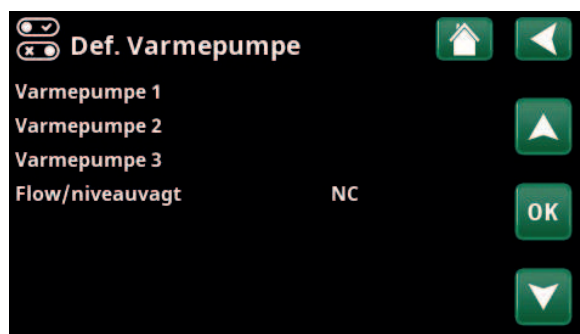 Def. Varmepumpe
Varmepumpe 1
Varmepumpe 2
Varmepumpe 3
Flow/niveauvagt NC
OK